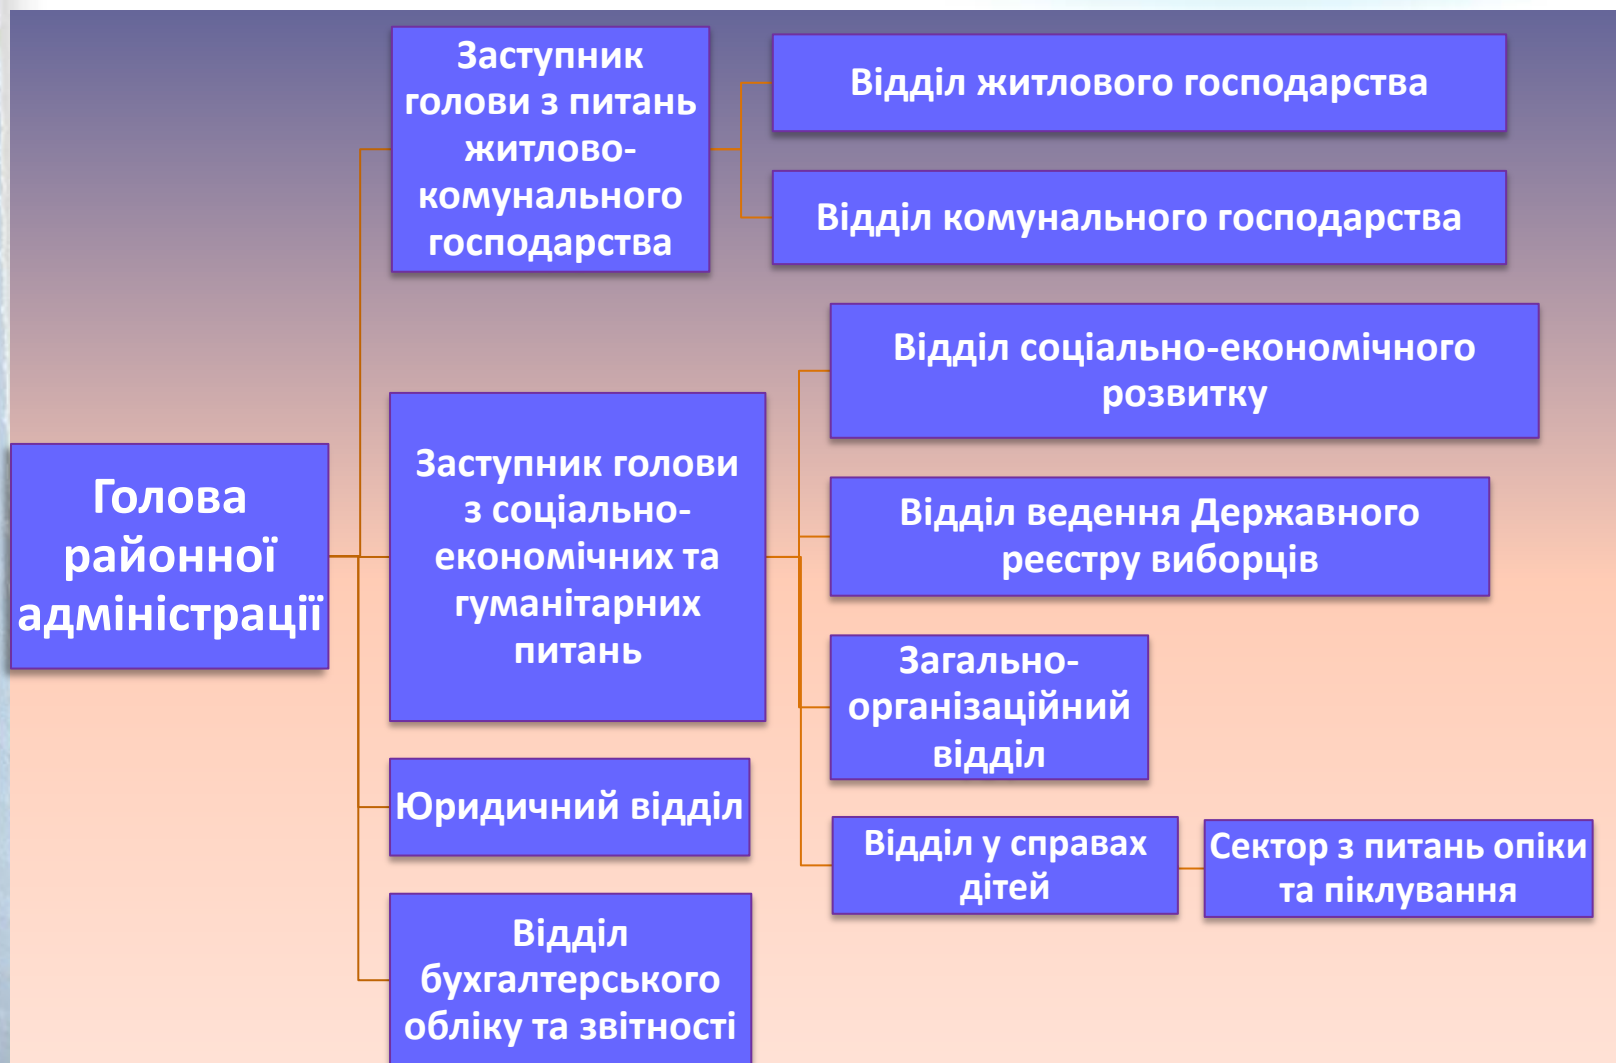 Заступник
голови з питань
житлово-
комунального
господарства
Відділ житлового господарства
Відділ комунального господарства
Голова
районної
адміністрації
Заступник голови
з соціально-
економічних та
гуманітарних
питань
Відділ соціально-економічного
розвитку
Відділ ведення Державного
реєстру виборців
Загально-
організаційний
відділ
Відділ у справах
дітей
Сектор з питань опіки
та піклування
Юридичний відділ
Відділ
бухгалтерського
обліку та звітності